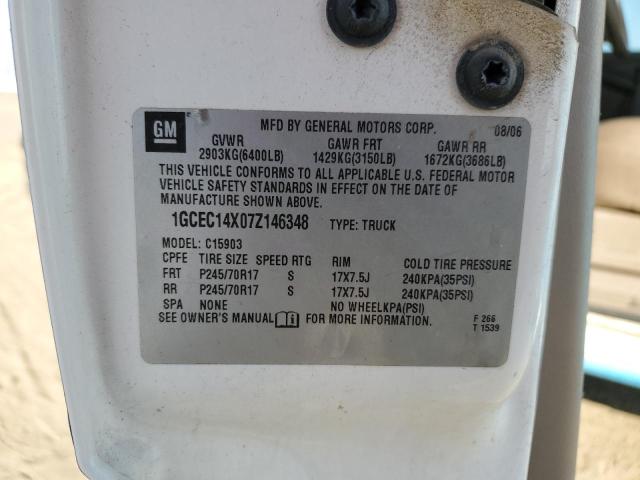 GM
MFD BY GENERAL MOTORS CORP. 08/06
GVWR GAWR FRT GAWR RR
2903KG(6400LB) 1429KG(3150LB) 1672KG(3686LB)
THIS VEHICLE CONFORMS TO ALL APPLICABLE U.S. FEDERAL MOTOR
VEHICLE SAFETY STANDARDS IN EFFECT ON THE DATE OF
MANUFACTURE SHOWN ABOVE.
1GCEC14X07Z146348 TYPE: TRUCK
MODEL: C15903
CPFE TIRE SIZE SPEED RTG RIM COLD TIRE PRESSURE
FRT P245/70R17 S 17X7.5J 240KPA(35PSI)
RR P245/70R17 S 17X7.5J 240KPA(35PSI)
SPA NONE NO WHEELKPA(PSI)
SEE OWNER'S MANUAL FOR MORE INFORMATION.
F 266
T 1539